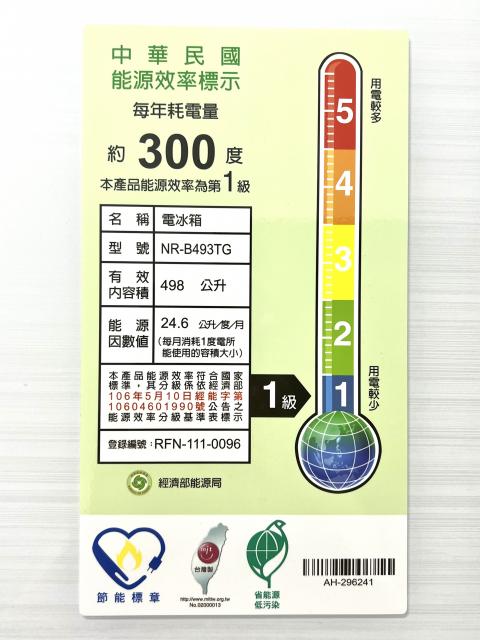 中華民國
能源效率標示
每年耗電量
約 300 度
本產品能源效率為第1級
名稱 電冰箱
型號 NR-B493TG
有效內容積 498 公升
能源因數值 24.6 公升/度/月
(每月消耗1度電所
能使用的容積大小)
本產品能源效率符合國家
標準，其分級係依經濟部
106年5月10日經能字第
10604601990號公告之
能源效率分級基準表標示
登錄編號：RFN-111-0096
經濟部能源局
用電較多
5
4
3
2
1
用電較少
1級
節能標章
mit
台灣製
http://www.mittw.org.tw
No.02000013
省能源
低污染
AH-296241